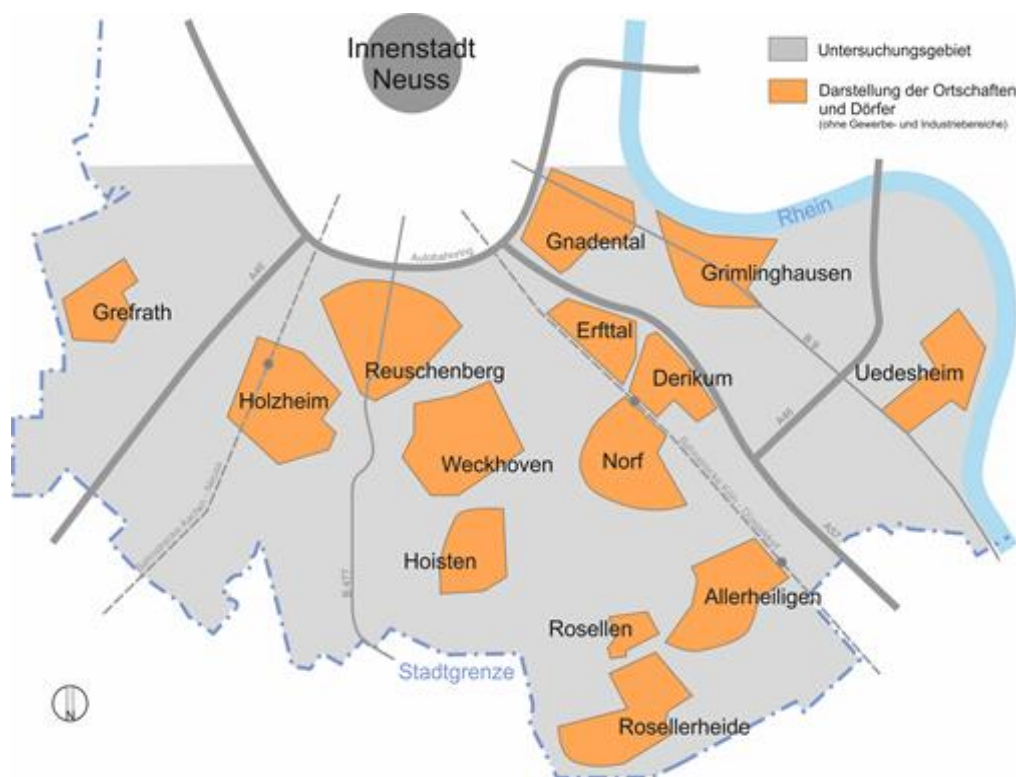 Innenstadt
Neuss
Untersuchungsgebiet
Darstellung der Ortschaften
und Dörfer
(ohne Gewerbe- und Industriebereiche)
Rhein
Gnadental
Grimlinghausen
Autobahnring
A46
Grefrath
Erfttal
B 9
Reuschenberg
Derikum
Uedesheim
Holzheim
A46
Weckhoven
Norf
A57
Hoisten
B 477
Allerheiligen
Rosellen
Stadtgrenze
Rosellerheide
N